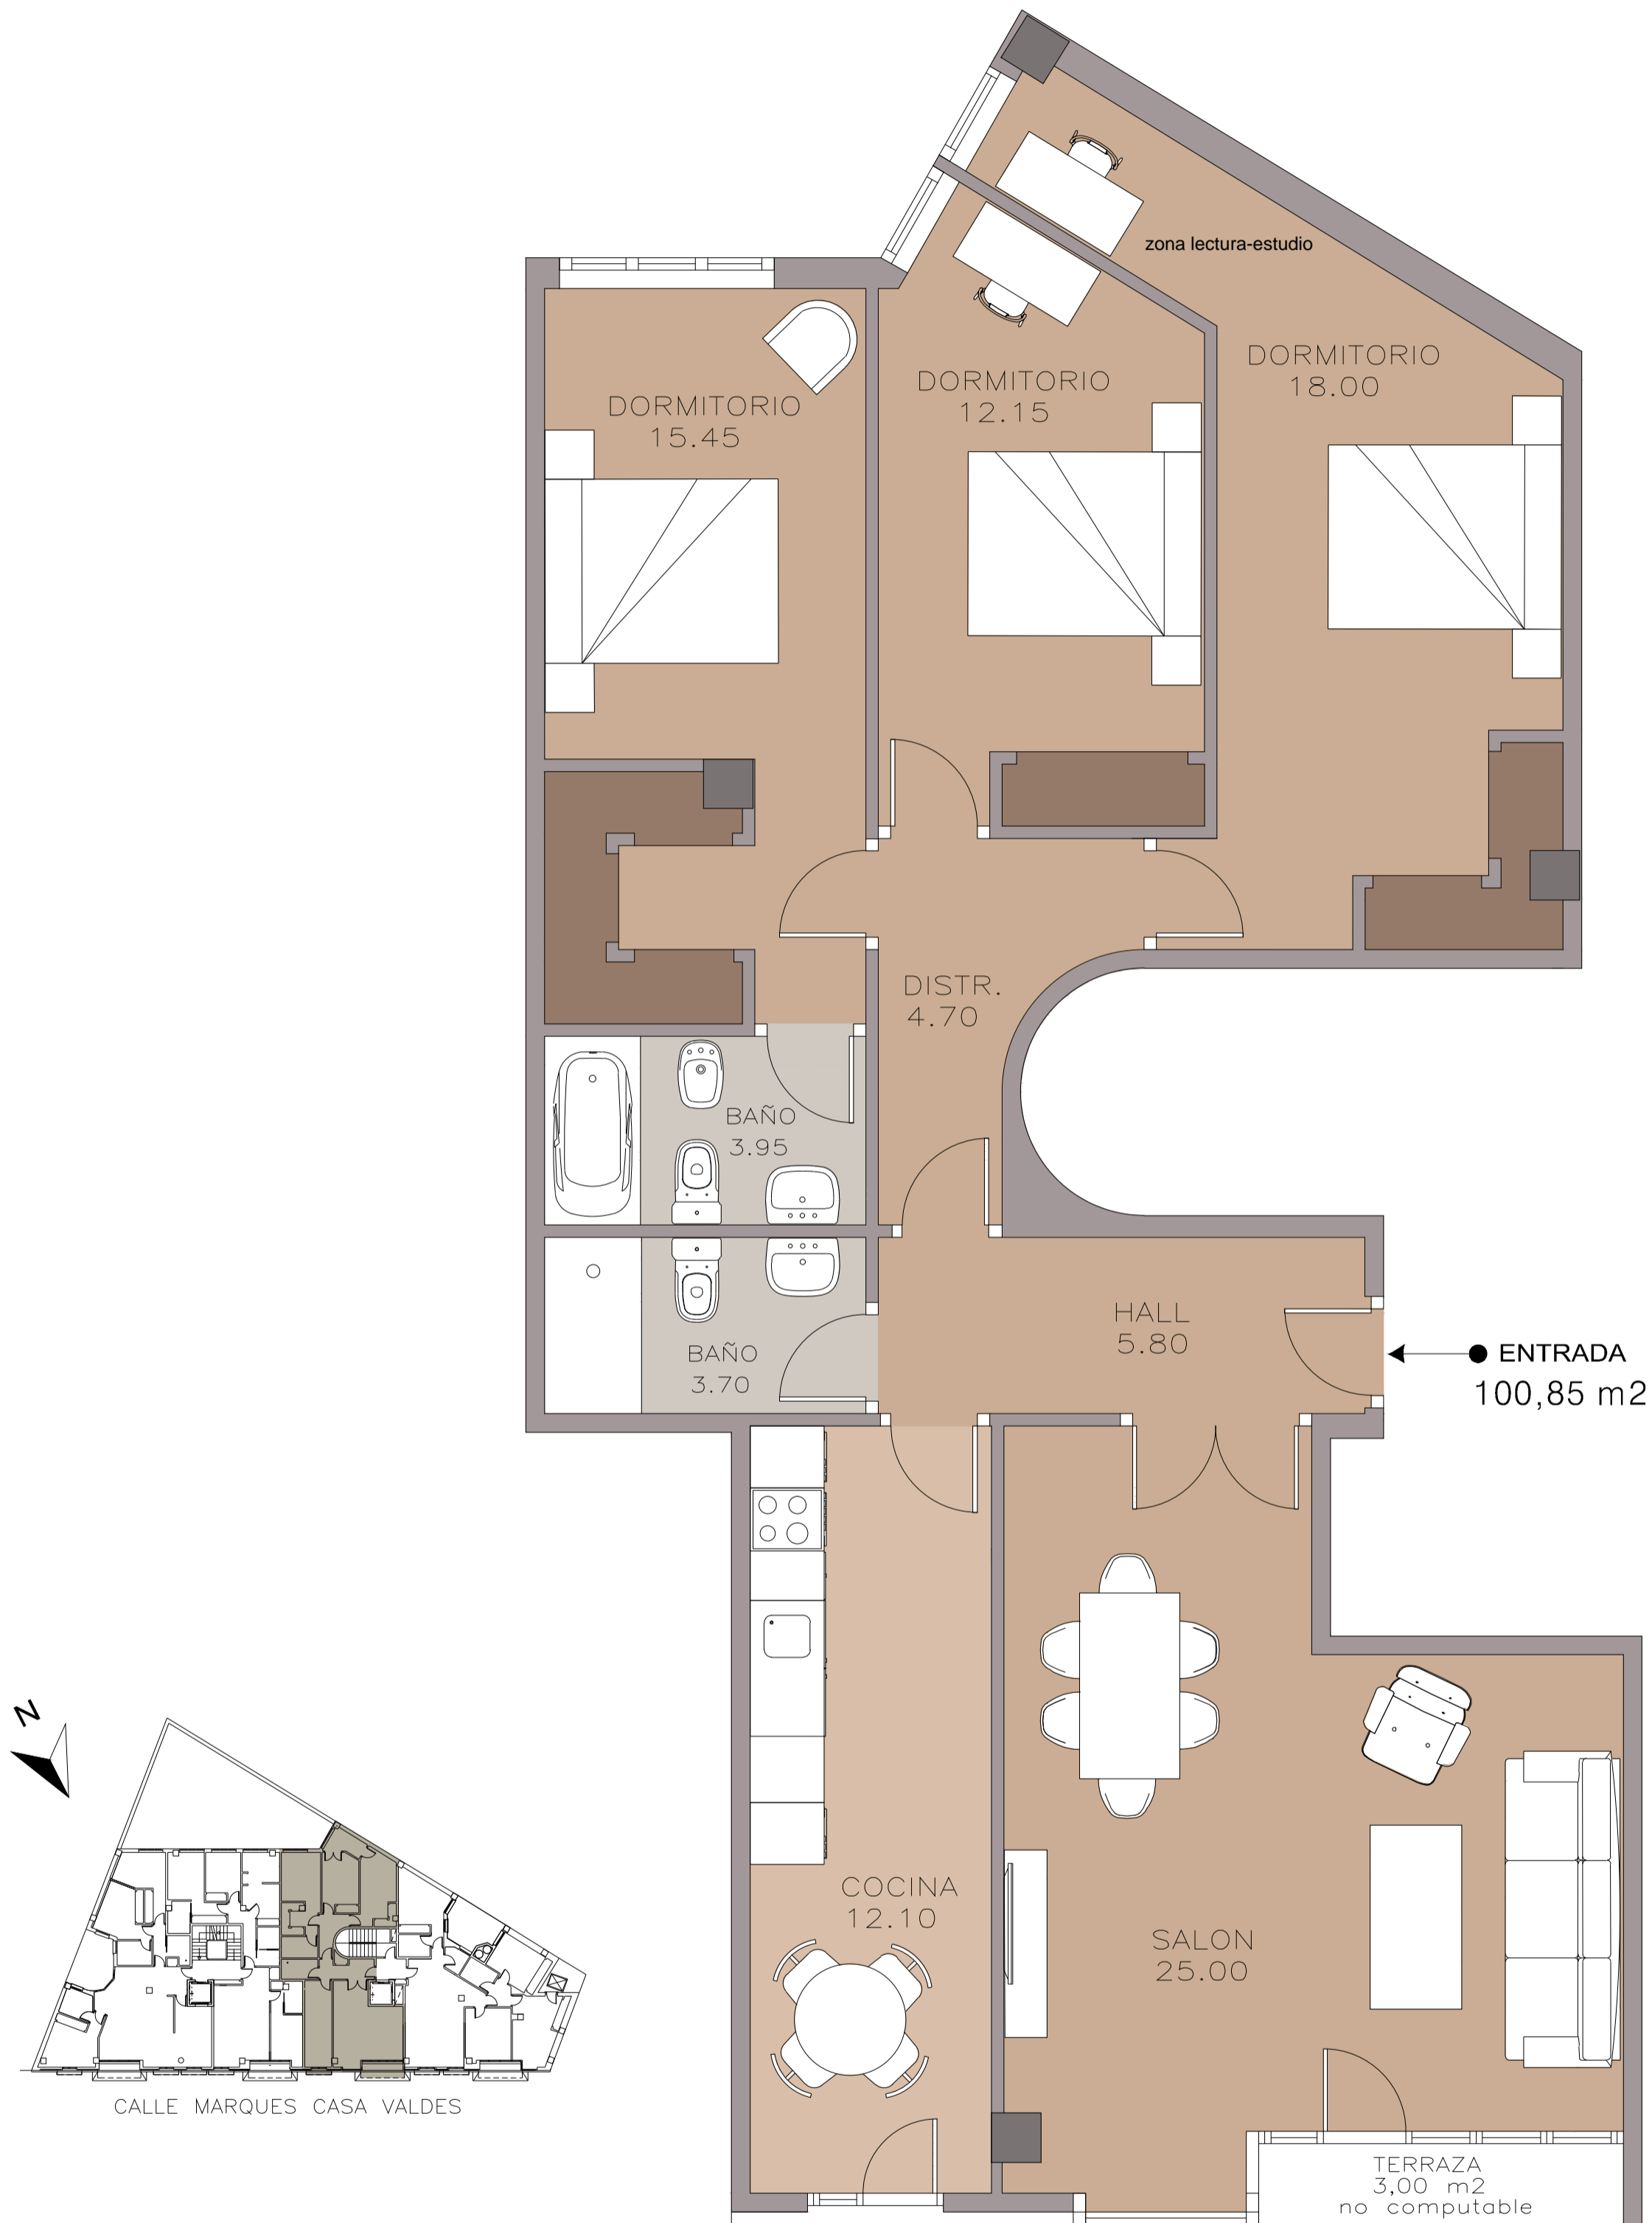 zona lectura-estudio
DORMITORIO
18.00
DORMITORIO
12.15
DORMITORIO
15.45
DISTR.
4.70
BAÑO
3.95
HALL
5.80
BAÑO
3.70
ENTRADA
100,85 m2
N
COCINA
12.10
SALON
25.00
CALLE MARQUES CASA VALDES
TERRAZA
3,00 m2
no computable